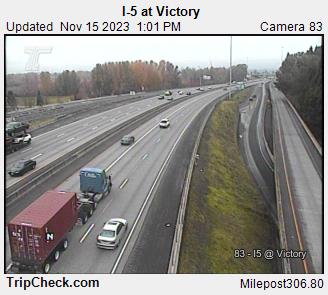 I-5 at Victory
Updated Nov 15 2023 1:01 PM Camera 83
83 - I5 @ Victory
TripCheck.com Milepost306.80